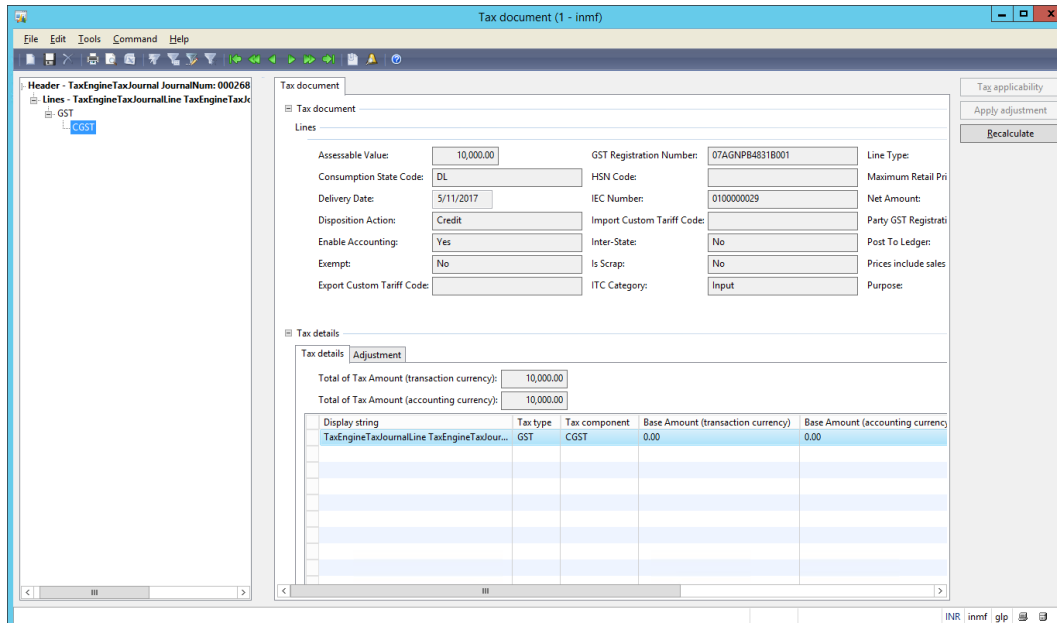 Tax document (1 - inmf)
File Edit Tools Command Help
Header - TaxEngineTaxJournal JournalNum: 000268
Lines - TaxEngineTaxJournalLine TaxEngineTaxJc
GST
CGST
Tax document
Tax applicability
Apply adjustment
Recalculate
Tax document
Lines
Assessable Value: 10,000.00 GST Registration Number: 07AGNPB4831B001 Line Type:
Consumption State Code: DL HSN Code: Maximum Retail Pri
Delivery Date: 5/11/2017 IEC Number: 0100000029 Net Amount:
Disposition Action: Credit Import Custom Tariff Code: Party GST Registrati
Enable Accounting: Yes Inter-State: No Post To Ledger:
Exempt: No Is Scrap: No Prices include sales
Export Custom Tariff Code: ITC Category: Input Purpose:
Tax details
Tax details Adjustment
Total of Tax Amount (transaction currency): 10,000.00
Total of Tax Amount (accounting currency): 10,000.00
Display string Tax type Tax component Base Amount (transaction currency) Base Amount (accounting currency
TaxEngineTaxJournalLine TaxEngineTaxJour... GST CGST 0.00 0.00
INR inmf glp